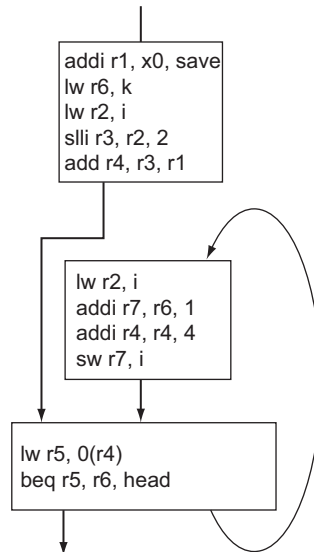 addi r1, x0, save
lw r6, k
lw r2, i
slli r3, r2, 2
add r4, r3, r1
lw r2, i
addi r7, r6, 1
addi r4, r4, 4
sw r7, i
lw r5, 0(r4)
beq r5, r6, head